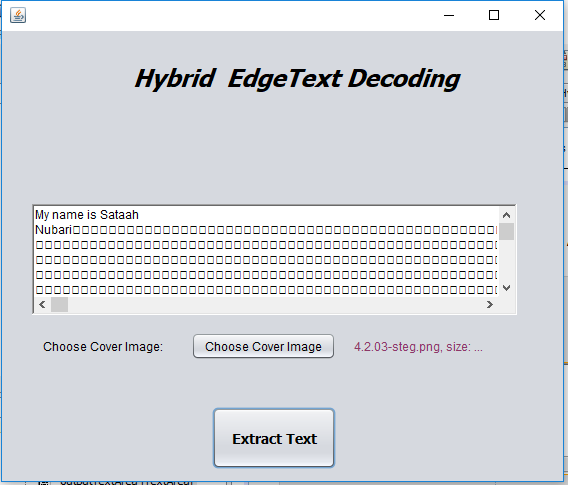 Hybrid  EdgeText Decoding
My name is Sataah
Nubari
Choose Cover Image:
Choose Cover Image
4.2.03-steg.png, size: ...
Extract Text